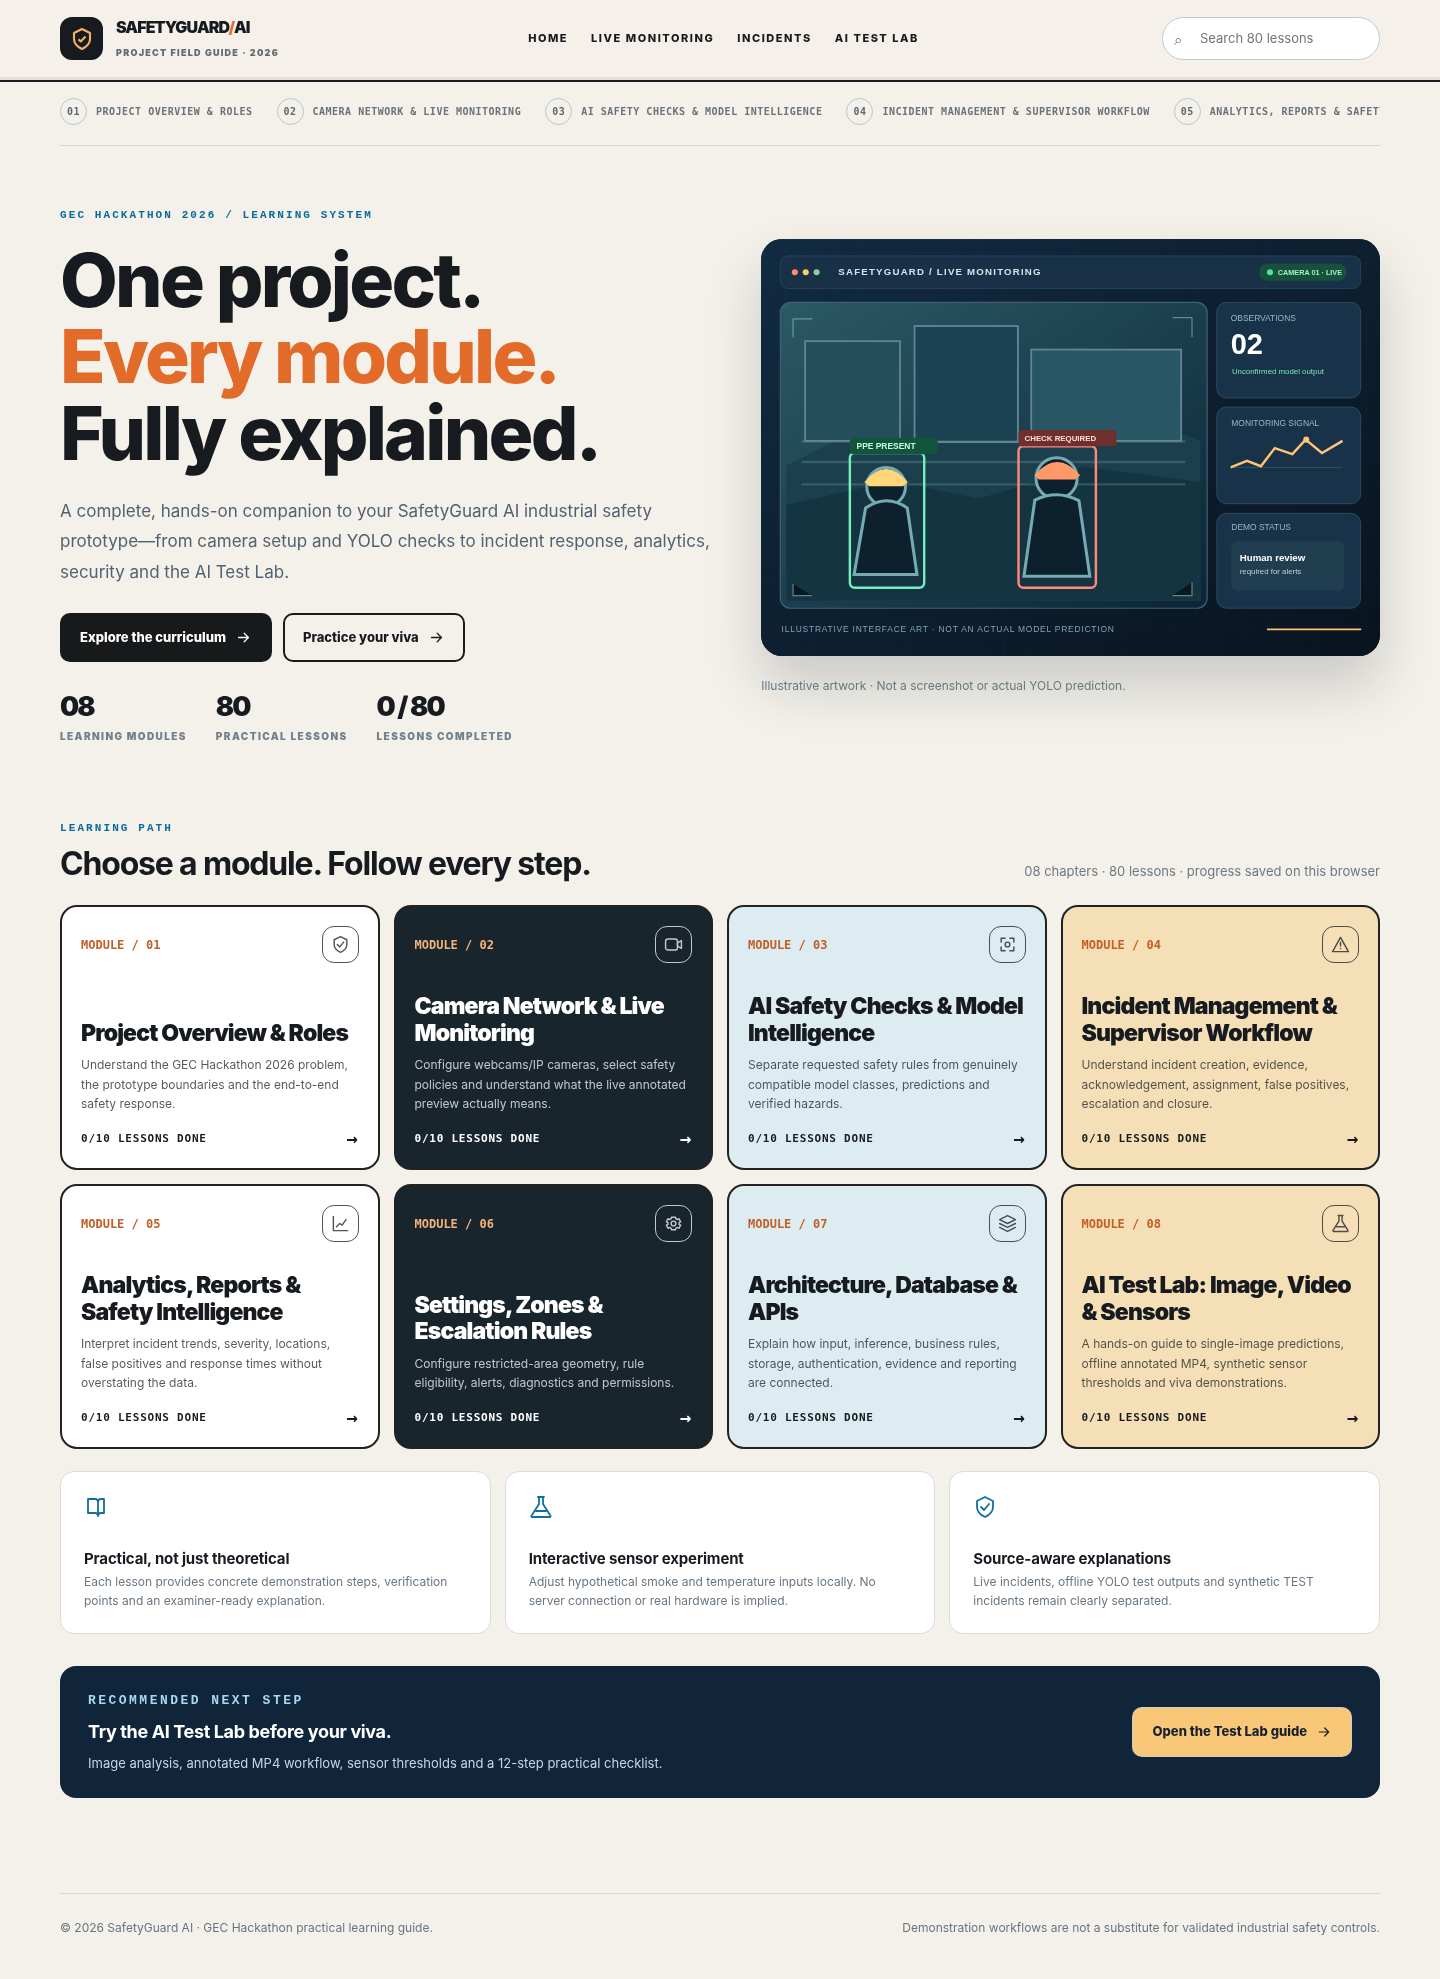 SAFETYGUARD/AI
PROJECT FIELD GUIDE · 2026
HOME
LIVE MONITORING
INCIDENTS
AI TEST LAB
Search 80 lessons
01 PROJECT OVERVIEW & ROLES
02 CAMERA NETWORK & LIVE MONITORING
03 AI SAFETY CHECKS & MODEL INTELLIGENCE
04 INCIDENT MANAGEMENT & SUPERVISOR WORKFLOW
05 ANALYTICS, REPORTS & SAFET
GEC HACKATHON 2026 / LEARNING SYSTEM
One project.
Every module.
Fully explained.
A complete, hands-on companion to your SafetyGuard AI industrial safety
prototype—from camera setup and YOLO checks to incident response, analytics,
security and the AI Test Lab.
Explore the curriculum →
Practice your viva →
08
LEARNING MODULES
80
PRACTICAL LESSONS
0/80
LESSONS COMPLETED
SAFETYGUARD / LIVE MONITORING
CAMERA 01 · LIVE
PPE PRESENT
CHECK REQUIRED
OBSERVATIONS
02
Unconfirmed model output
MONITORING SIGNAL
DEMO STATUS
Human review
required for alerts
ILLUSTRATIVE INTERFACE ART · NOT AN ACTUAL MODEL PREDICTION
Illustrative artwork · Not a screenshot or actual YOLO prediction.
LEARNING PATH
Choose a module. Follow every step.
08 chapters · 80 lessons · progress saved on this browser
MODULE / 01
Project Overview & Roles
Understand the GEC Hackathon 2026 problem,
the prototype boundaries and the end-to-end
safety response.
0/10 LESSONS DONE →
MODULE / 02
Camera Network & Live
Monitoring
Configure webcams/IP cameras, select safety
policies and understand what the live annotated
preview actually means.
0/10 LESSONS DONE →
MODULE / 03
AI Safety Checks & Model
Intelligence
Separate requested safety rules from genuinely
compatible model classes, predictions and
verified hazards.
0/10 LESSONS DONE →
MODULE / 04
Incident Management &
Supervisor Workflow
Understand incident creation, evidence,
acknowledgement, assignment, false positives,
escalation and closure.
0/10 LESSONS DONE →
MODULE / 05
Analytics, Reports &
Safety Intelligence
Interpret incident trends, severity, locations,
false positives and response times without
overstating the data.
0/10 LESSONS DONE →
MODULE / 06
Settings, Zones &
Escalation Rules
Configure restricted-area geometry, rule
eligibility, alerts, diagnostics and permissions.
0/10 LESSONS DONE →
MODULE / 07
Architecture, Database &
APIs
Explain how input, inference, business rules,
storage, authentication, evidence and reporting
are connected.
0/10 LESSONS DONE →
MODULE / 08
AI Test Lab: Image, Video
& Sensors
A hands-on guide to single-image predictions,
offline annotated MP4, synthetic sensor
thresholds and viva demonstrations.
0/10 LESSONS DONE →
Practical, not just theoretical
Each lesson provides concrete demonstration steps, verification
points and an examiner-ready explanation.
Interactive sensor experiment
Adjust hypothetical smoke and temperature inputs locally. No
server connection or real hardware is implied.
Source-aware explanations
Live incidents, offline YOLO test outputs and synthetic TEST
incidents remain clearly separated.
RECOMMENDED NEXT STEP
Try the AI Test Lab before your viva.
Image analysis, annotated MP4 workflow, sensor thresholds and a 12-step practical checklist.
Open the Test Lab guide →
© 2026 SafetyGuard AI · GEC Hackathon practical learning guide.
Demonstration workflows are not a substitute for validated industrial safety controls.